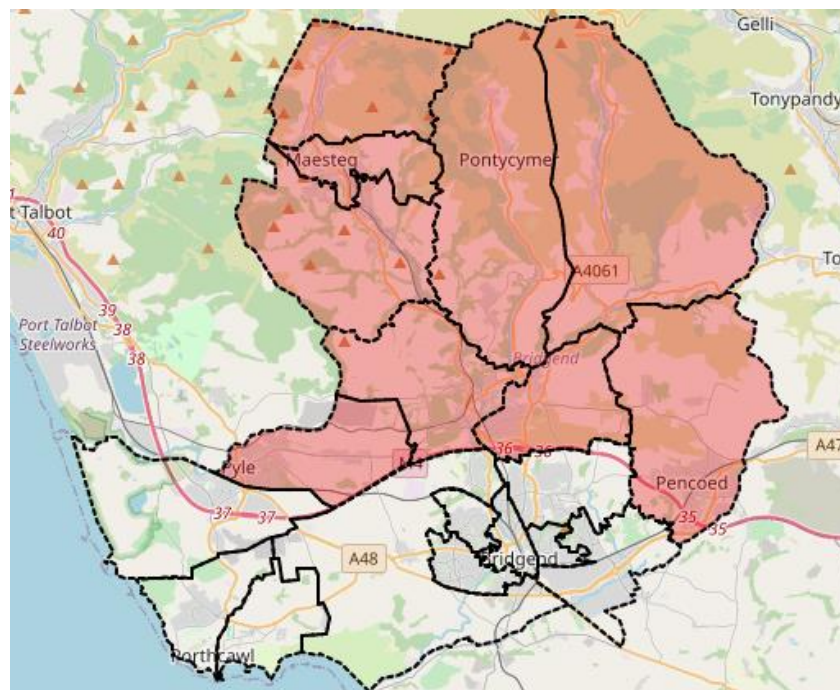 Gelli
Tonypandy
Maesteg
Pontycymer
t Talbot
40
A4061
To
39
38
Port Talbot
Steelworks
38
Bridgend
36
36
A47
Pyle
M4
Pencoed
37
37
35
35
A48
Bridgend
Porthcawl